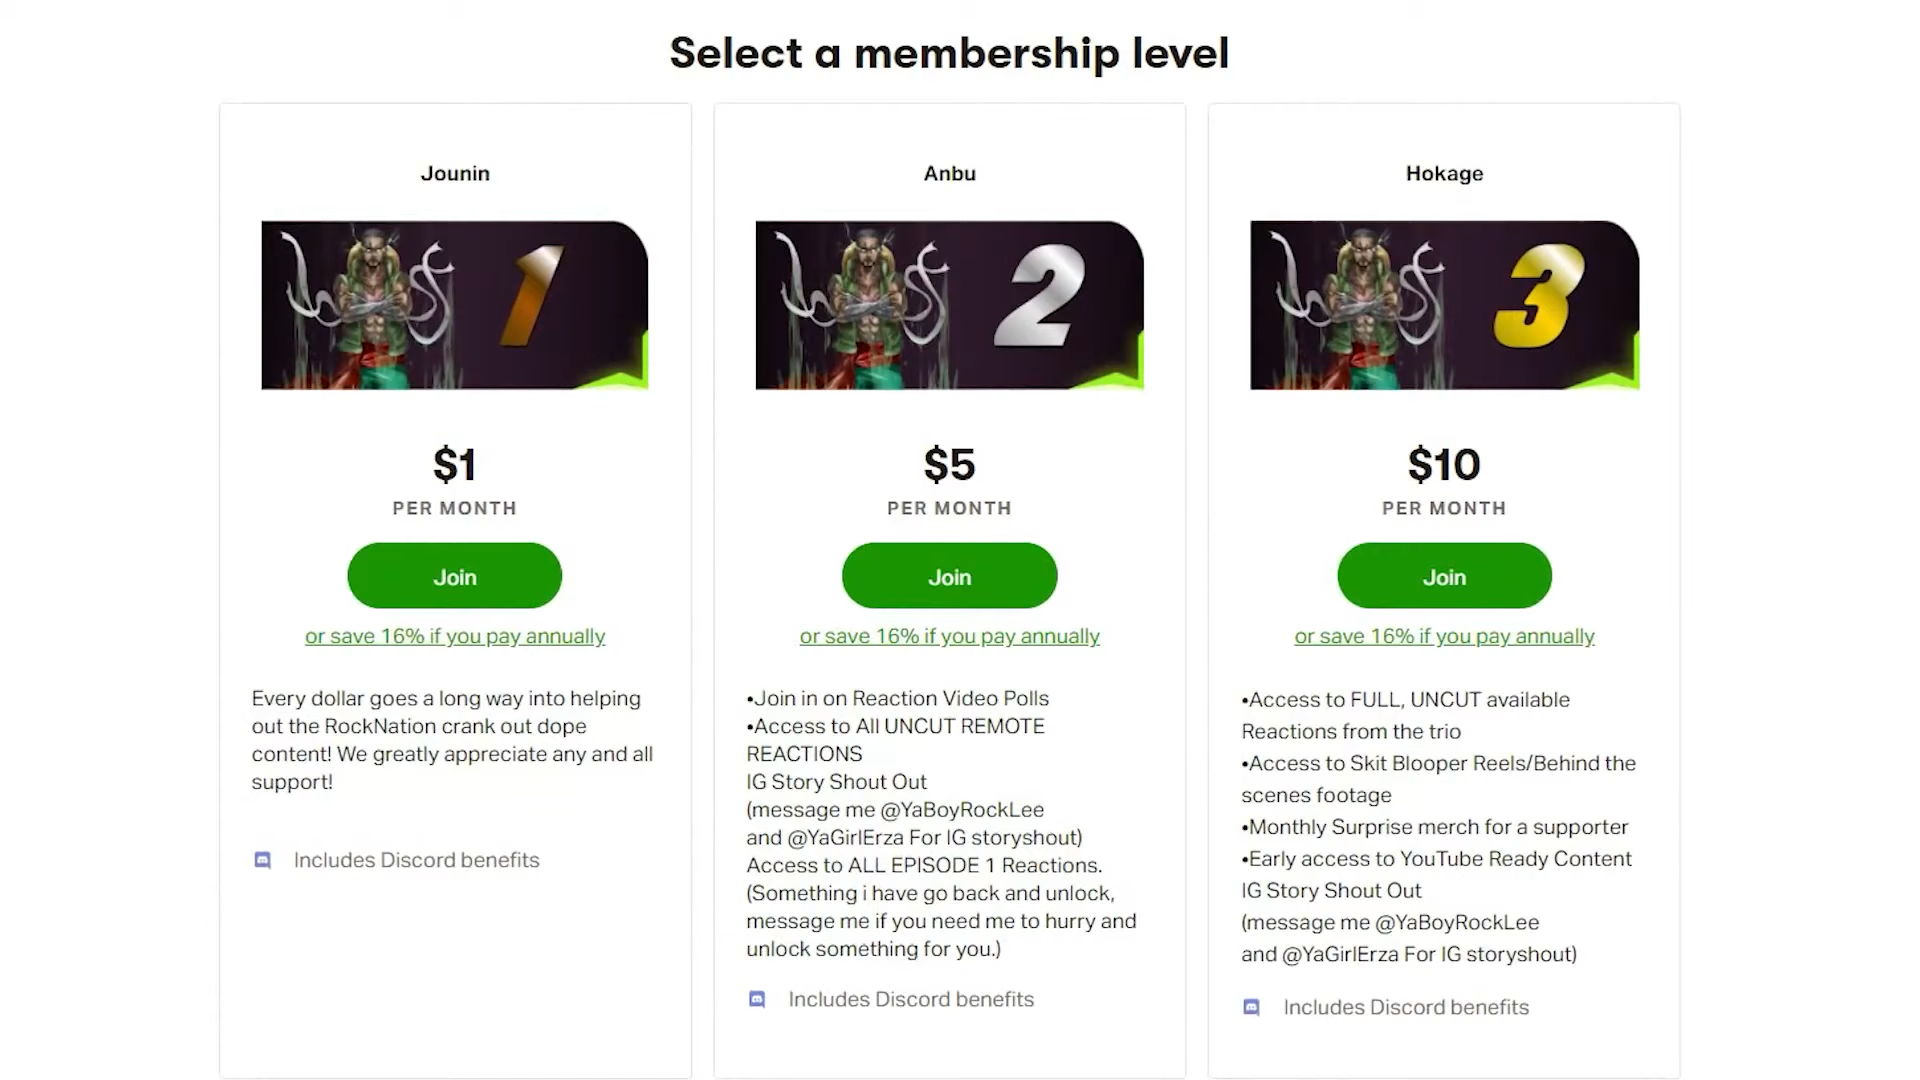 Select a membership level
Jounin
1
$1
PER MONTH
Join
or save 16% if you pay annually
Every dollar goes a long way into helping
out the RockNation crank out dope
content! We greatly appreciate any and all
support!
Includes Discord benefits
Anbu
2
$5
PER MONTH
Join
or save 16% if you pay annually
•Join in on Reaction Video Polls
•Access to All UNCUT REMOTE
REACTIONS
IG Story Shout Out
(message me @YaBoyRockLee
and @YaGirlErza For IG storyshout)
Access to ALL EPISODE 1 Reactions.
(Something i have go back and unlock,
message me if you need me to hurry and
unlock something for you.)
Includes Discord benefits
Hokage
3
$10
PER MONTH
Join
or save 16% if you pay annually
•Access to FULL, UNCUT available
Reactions from the trio
•Access to Skit Blooper Reels/Behind the
scenes footage
•Monthly Surprise merch for a supporter
•Early access to YouTube Ready Content
IG Story Shout Out
(message me @YaBoyRockLee
and @YaGirlErza For IG storyshout)
Includes Discord benefits